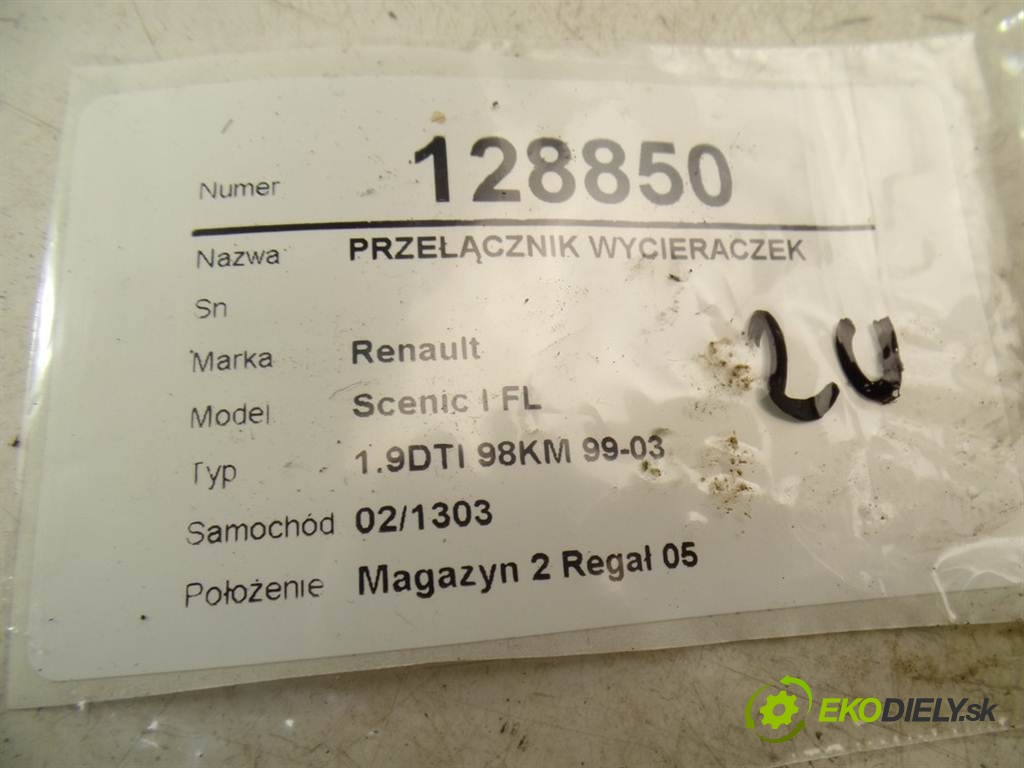 Numer 128850
Nazwa PRZEŁĄCZNIK WYCIERACZEK
Sn
Marka Renault
Model Scenic I FL
Typ 1.9DTI 98KM 99-03
Samochód 02/1303
Położenie Magazyn 2 Regał 05
EKODIELY.sk